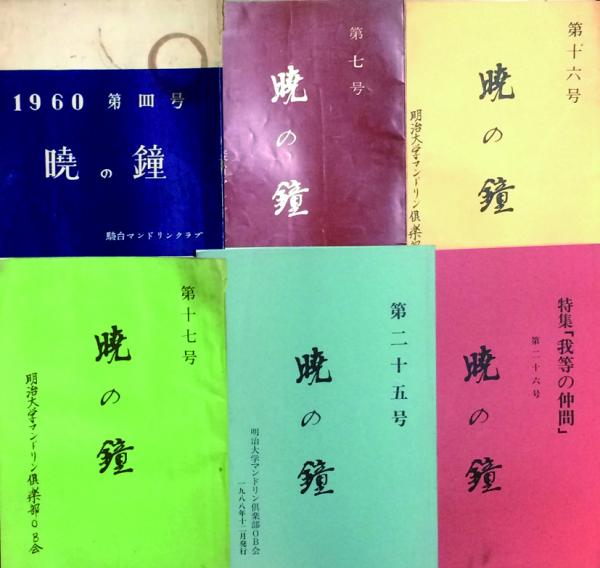 1960 第四号
暁の鐘
駿台マンドリンクラブ
第七号
暁の鐘
第十六号
暁の鐘
明治大学マンドリン倶楽部
第十七号
暁の鐘
明治大学マンドリン倶楽部OB会
第二十五号
暁の鐘
明治大学マンドリン倶楽部OB会
一九八八年十二月発行
特集「我等の仲間」
第二十六号
暁の鐘